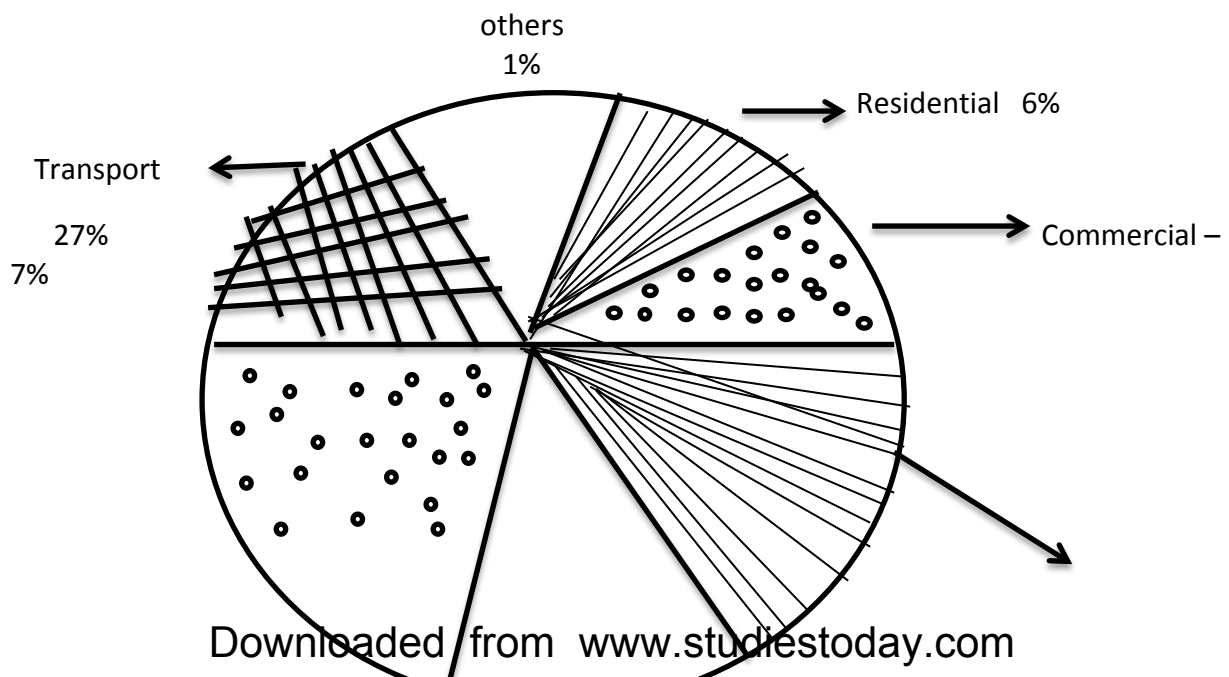 others
1%
Residential 6%
Transport
Commercial –
27%
7%
Downloaded from www.studiestoday.com